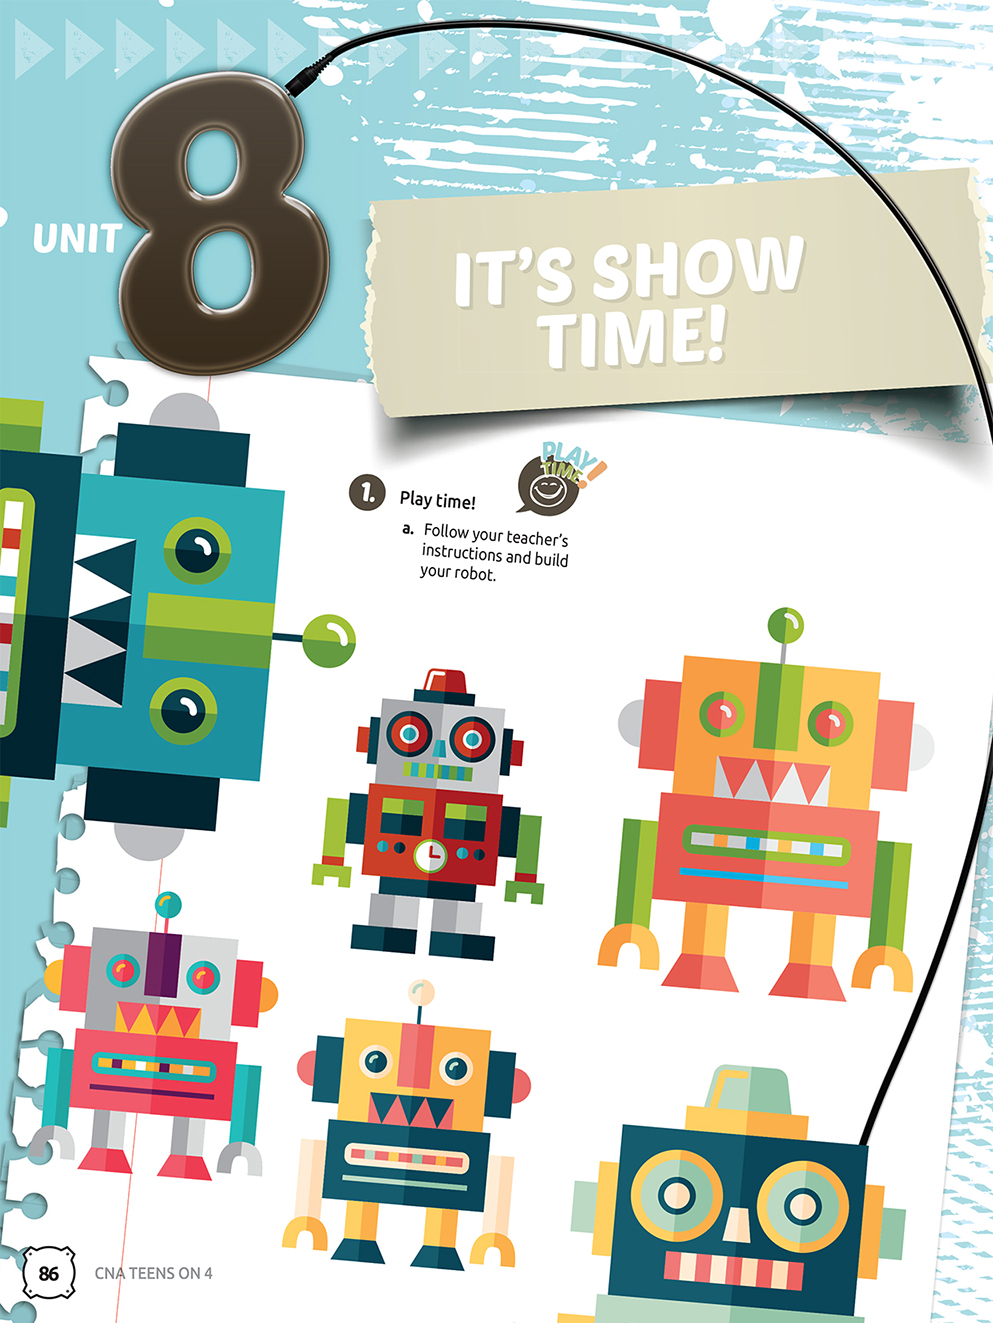 UNIT 8
IT'S SHOW
TIME!
PLAY
TIME!
1. Play time!
a. Follow your teacher's
instructions and build
your robot.
86 CNA TEENS ON 4